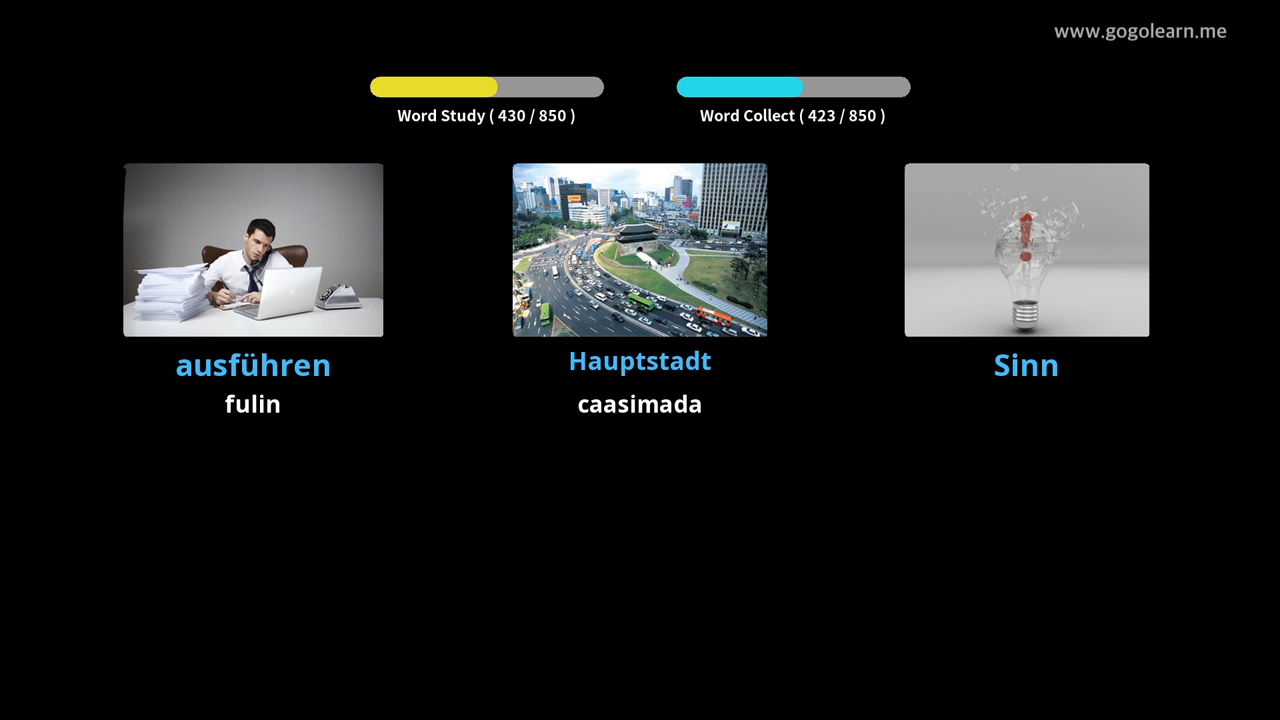 www.gogolearn.me
Word Study ( 430 / 850 )
Word Collect ( 423 / 850 )
ausführen
Hauptstadt
Sinn
fulin
caasimada